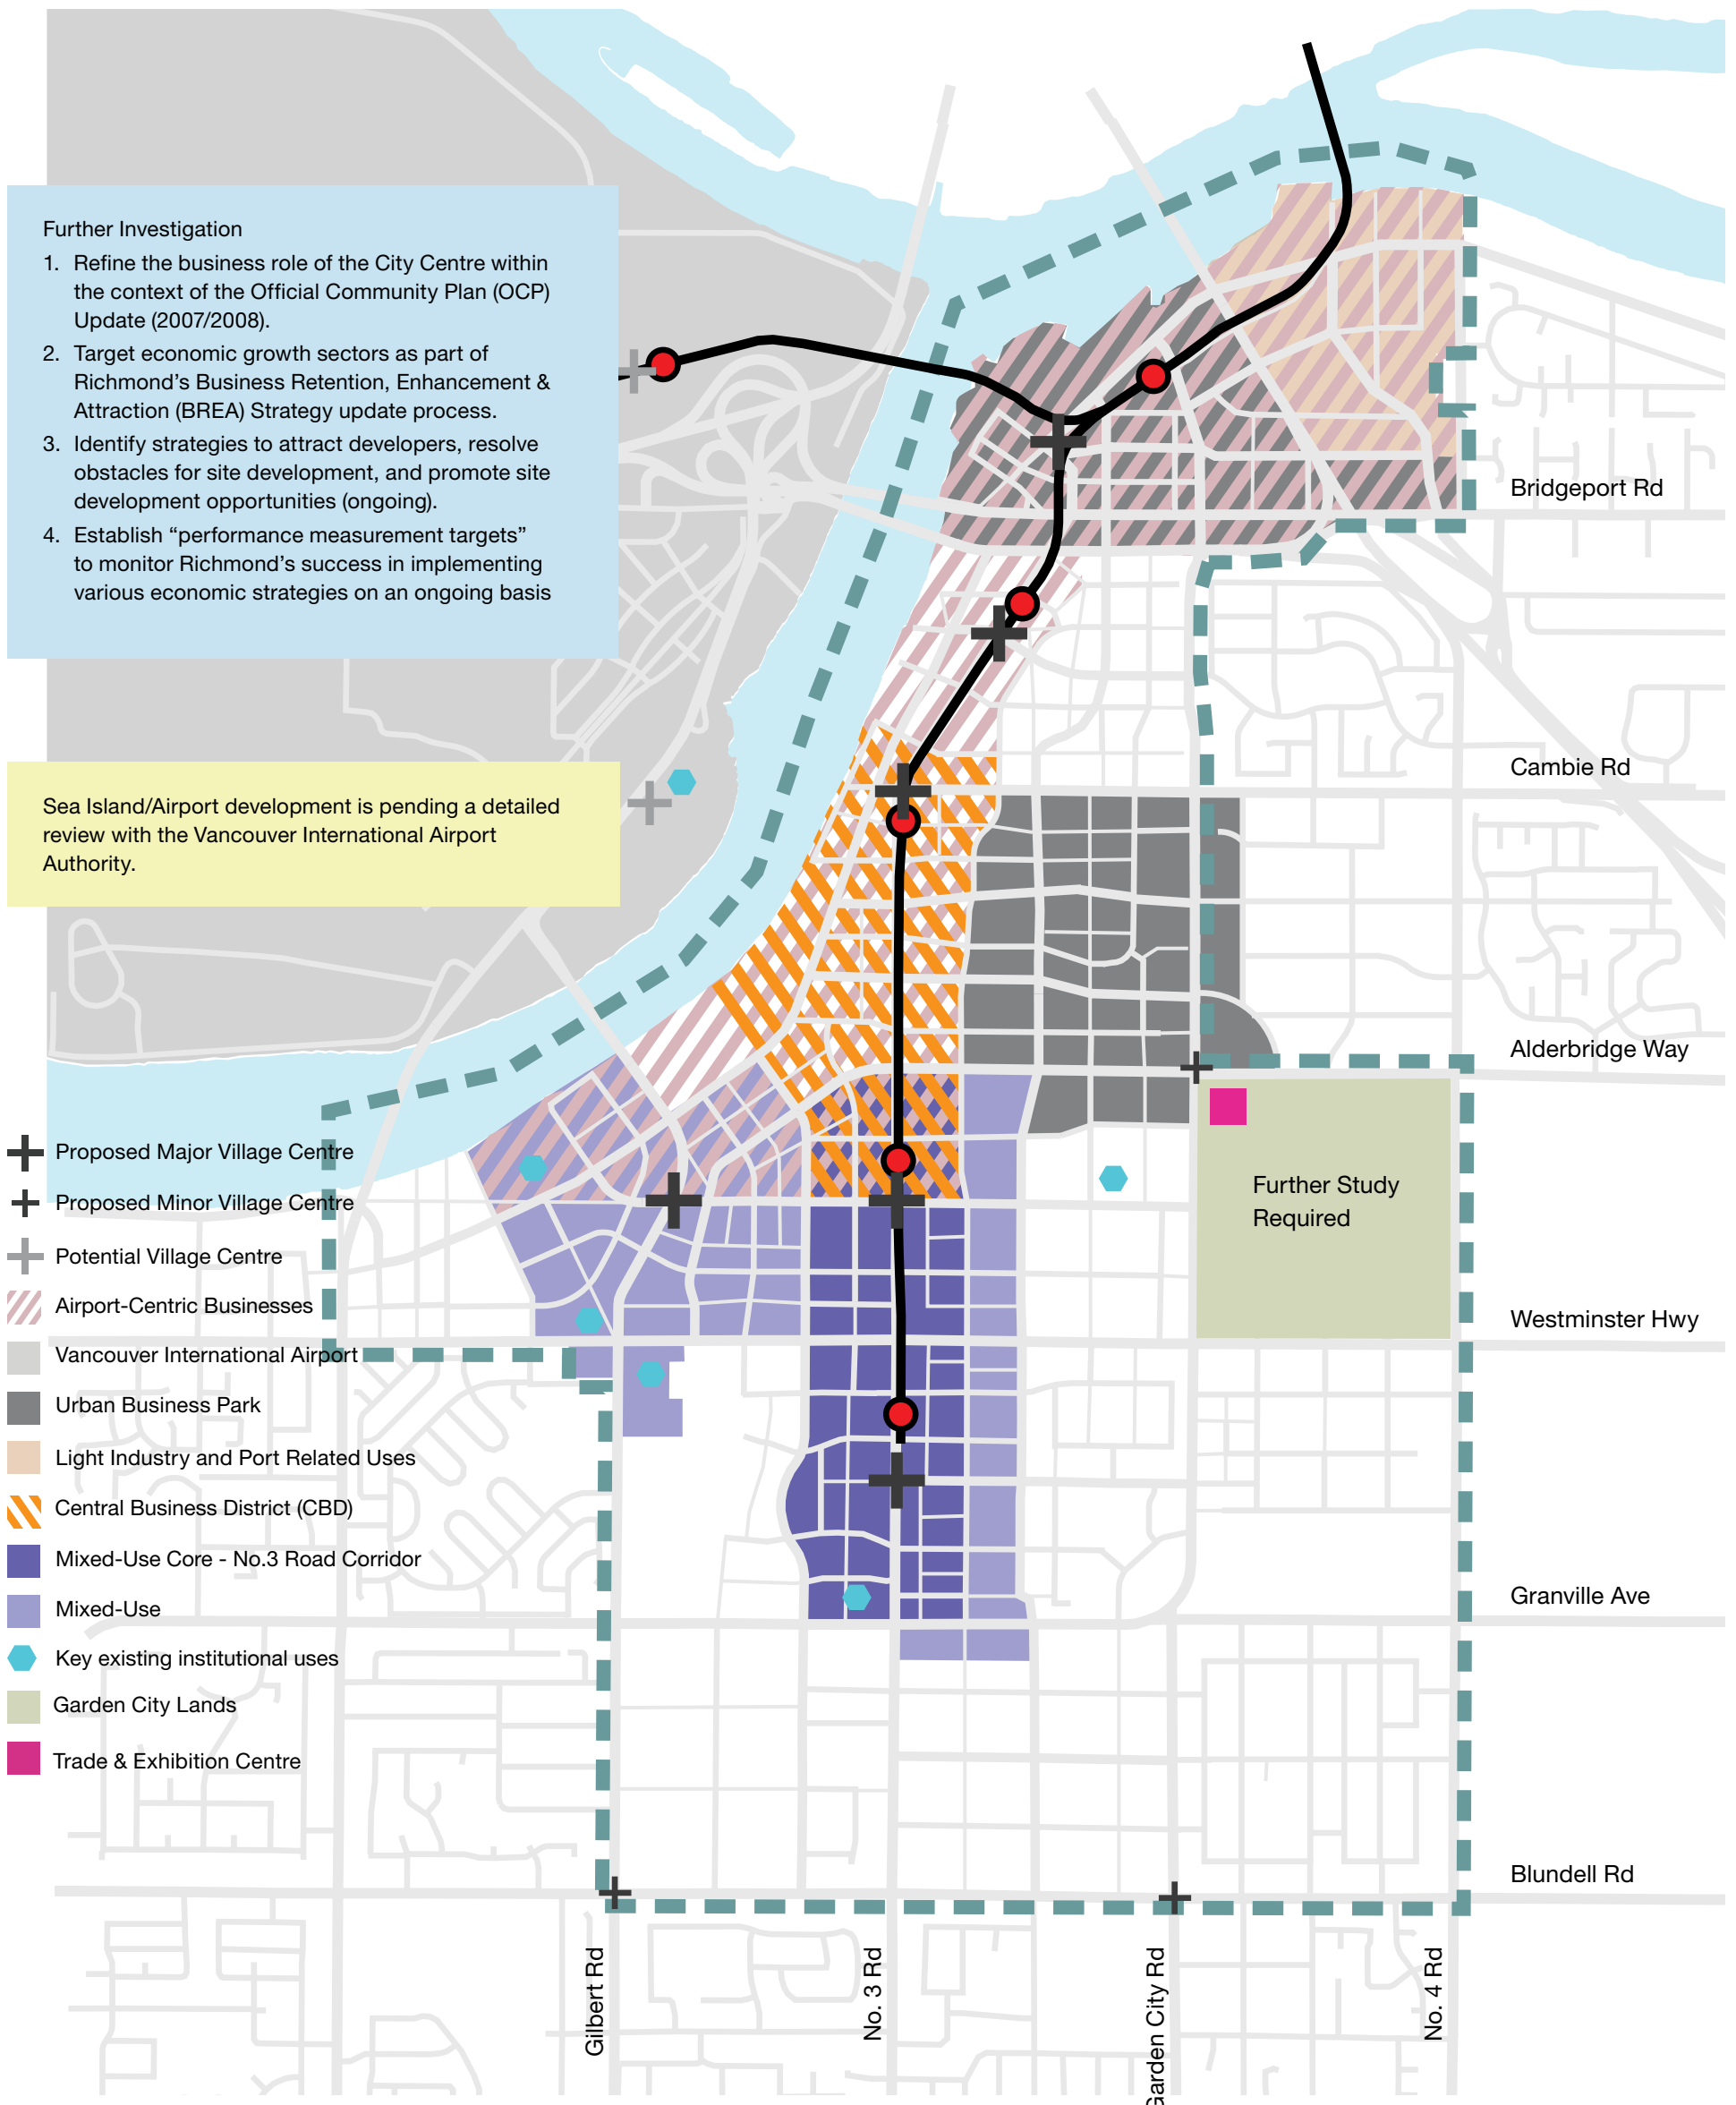 Further Investigation
1. Refine the business role of the City Centre within
the context of the Official Community Plan (OCP)
Update (2007/2008).
2. Target economic growth sectors as part of
Richmond’s Business Retention, Enhancement &
Attraction (BREA) Strategy update process.
3. Identify strategies to attract developers, resolve
obstacles for site development, and promote site
development opportunities (ongoing).
4. Establish “performance measurement targets”
to monitor Richmond’s success in implementing
various economic strategies on an ongoing basis
Sea Island/Airport development is pending a detailed
review with the Vancouver International Airport
Authority.
Bridgeport Rd
Cambie Rd
Alderbridge Way
Westminster Hwy
Granville Ave
Blundell Rd
Further Study
Required
Proposed Major Village Centre
Proposed Minor Village Centre
Potential Village Centre
Airport-Centric Businesses
Vancouver International Airport
Urban Business Park
Light Industry and Port Related Uses
Central Business District (CBD)
Mixed-Use Core - No.3 Road Corridor
Mixed-Use
Key existing institutional uses
Garden City Lands
Trade & Exhibition Centre
Gilbert Rd
No. 3 Rd
Garden City Rd
No. 4 Rd